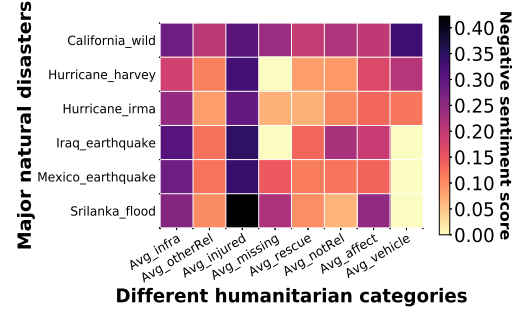 Major natural disasters
California_wild
Hurricane_harvey
Hurricane_irma
Iraq_earthquake
Mexico_earthquake
Srilanka_flood
Avg_infra
Avg_otherRel
Avg_injured
Avg_missing
Avg_rescue
Avg_notRel
Avg_affect
Avg_vehicle
Different humanitarian categories
0.40
0.35
0.30
0.25
0.20
0.15
0.10
0.05
0.00
Negative sentiment score